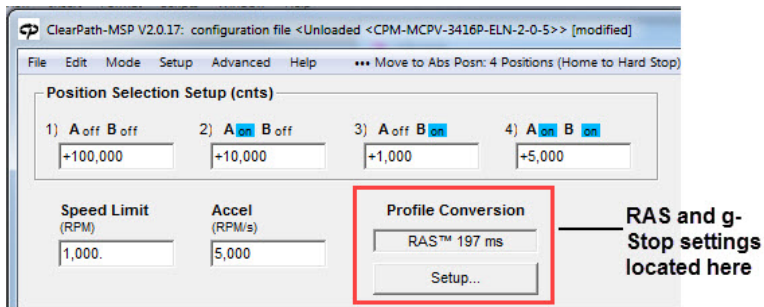 ClearPath-MSP V2.0.17: configuration file <Unloaded <CPM-MCPV-3416P-ELN-2-0-5>> [modified]
File Edit Mode Setup Advanced Help ••• Move to Abs Posn: 4 Positions (Home to Hard Stop)
Position Selection Setup (cnts)
1) A off B off 2) A on B off 3) A off B on 4) A on B on
+100,000 +10,000 +1,000 +5,000
Speed Limit Accel Profile Conversion
(RPM) (RPM/s)
1,000. 5,000 RAS™ 197 ms
Setup...
RAS and g-
Stop settings
located here